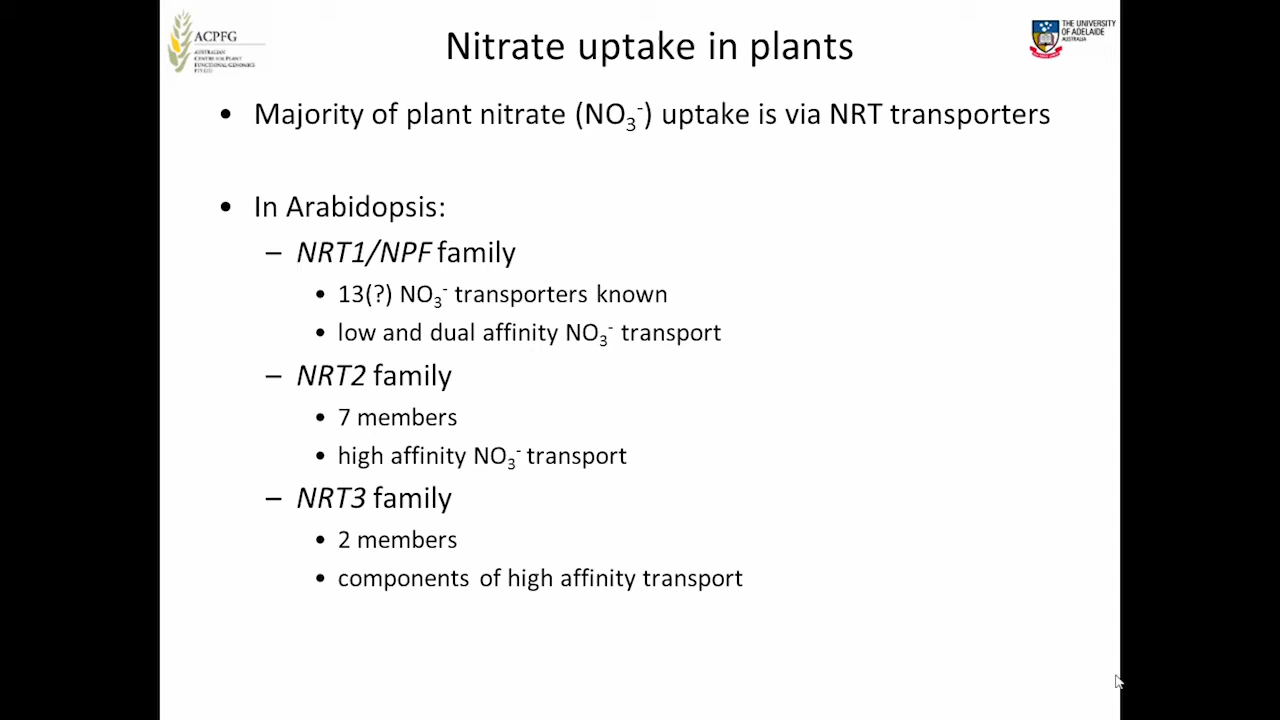 ACPFG
AUSTRALIAN
CENTRE FOR PLANT
FUNCTIONAL GENOMICS
PTY LTD
Nitrate uptake in plants
THE UNIVERSITY
OF ADELAIDE
AUSTRALIA
• Majority of plant nitrate (NO₃⁻) uptake is via NRT transporters
• In Arabidopsis:
– NRT1/NPF family
• 13(?) NO₃⁻ transporters known
• low and dual affinity NO₃⁻ transport
– NRT2 family
• 7 members
• high affinity NO₃⁻ transport
– NRT3 family
• 2 members
• components of high affinity transport